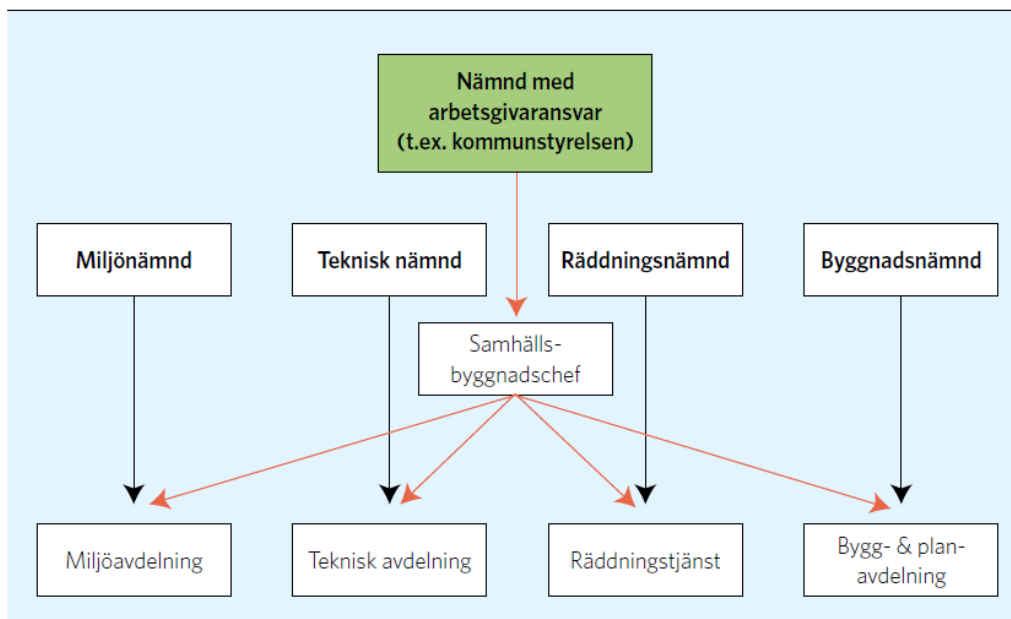 Nämnd med
arbetsgivaransvar
(t.ex. kommunstyrelsen)
Miljönämnd
Teknisk nämnd
Räddningsnämnd
Byggnadsnämnd
Samhälls-
byggnadschef
Miljöavdelning
Teknisk avdelning
Räddningstjänst
Bygg- & plan-
avdelning